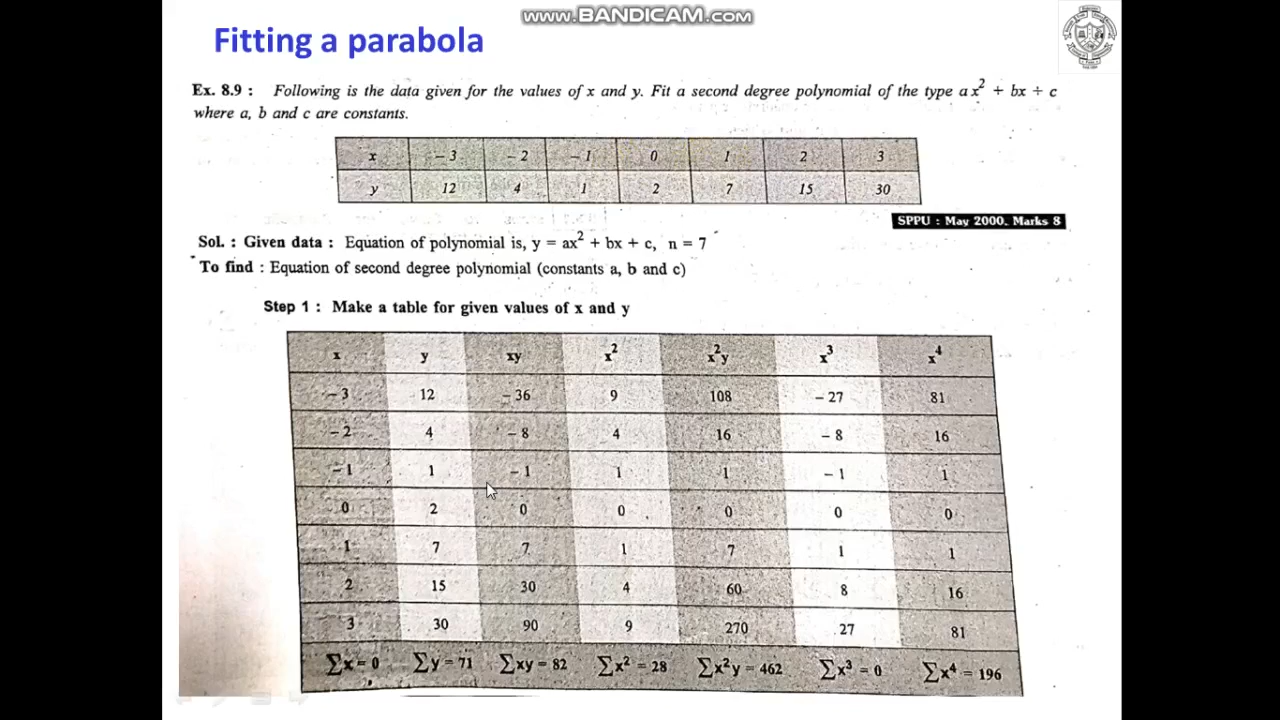 www.BANDICAM.com
Fitting a parabola
Ex. 8.9 : Following is the data given for the values of x and y. Fit a second degree polynomial of the type ax² + bx + c
where a, b and c are constants.
x -3 -2 -1 0 1 2 3
y 12 4 1 2 7 15 30
SPPU : May 2000, Marks 8
Sol. : Given data : Equation of polynomial is, y = ax² + bx + c, n = 7
To find : Equation of second degree polynomial (constants a, b and c)
Step 1 : Make a table for given values of x and y
x y xy x² x²y x³ x⁴
-3 12 -36 9 108 -27 81
-2 4 -8 4 16 -8 16
-1 1 -1 1 1 -1 1
0 2 0 0 0 0 0
1 7 7 1 7 1 1
2 15 30 4 60 8 16
3 30 90 9 270 27 81
∑x = 0 ∑y = 71 ∑xy = 82 ∑x² = 28 ∑x²y = 462 ∑x³ = 0 ∑x⁴ = 196